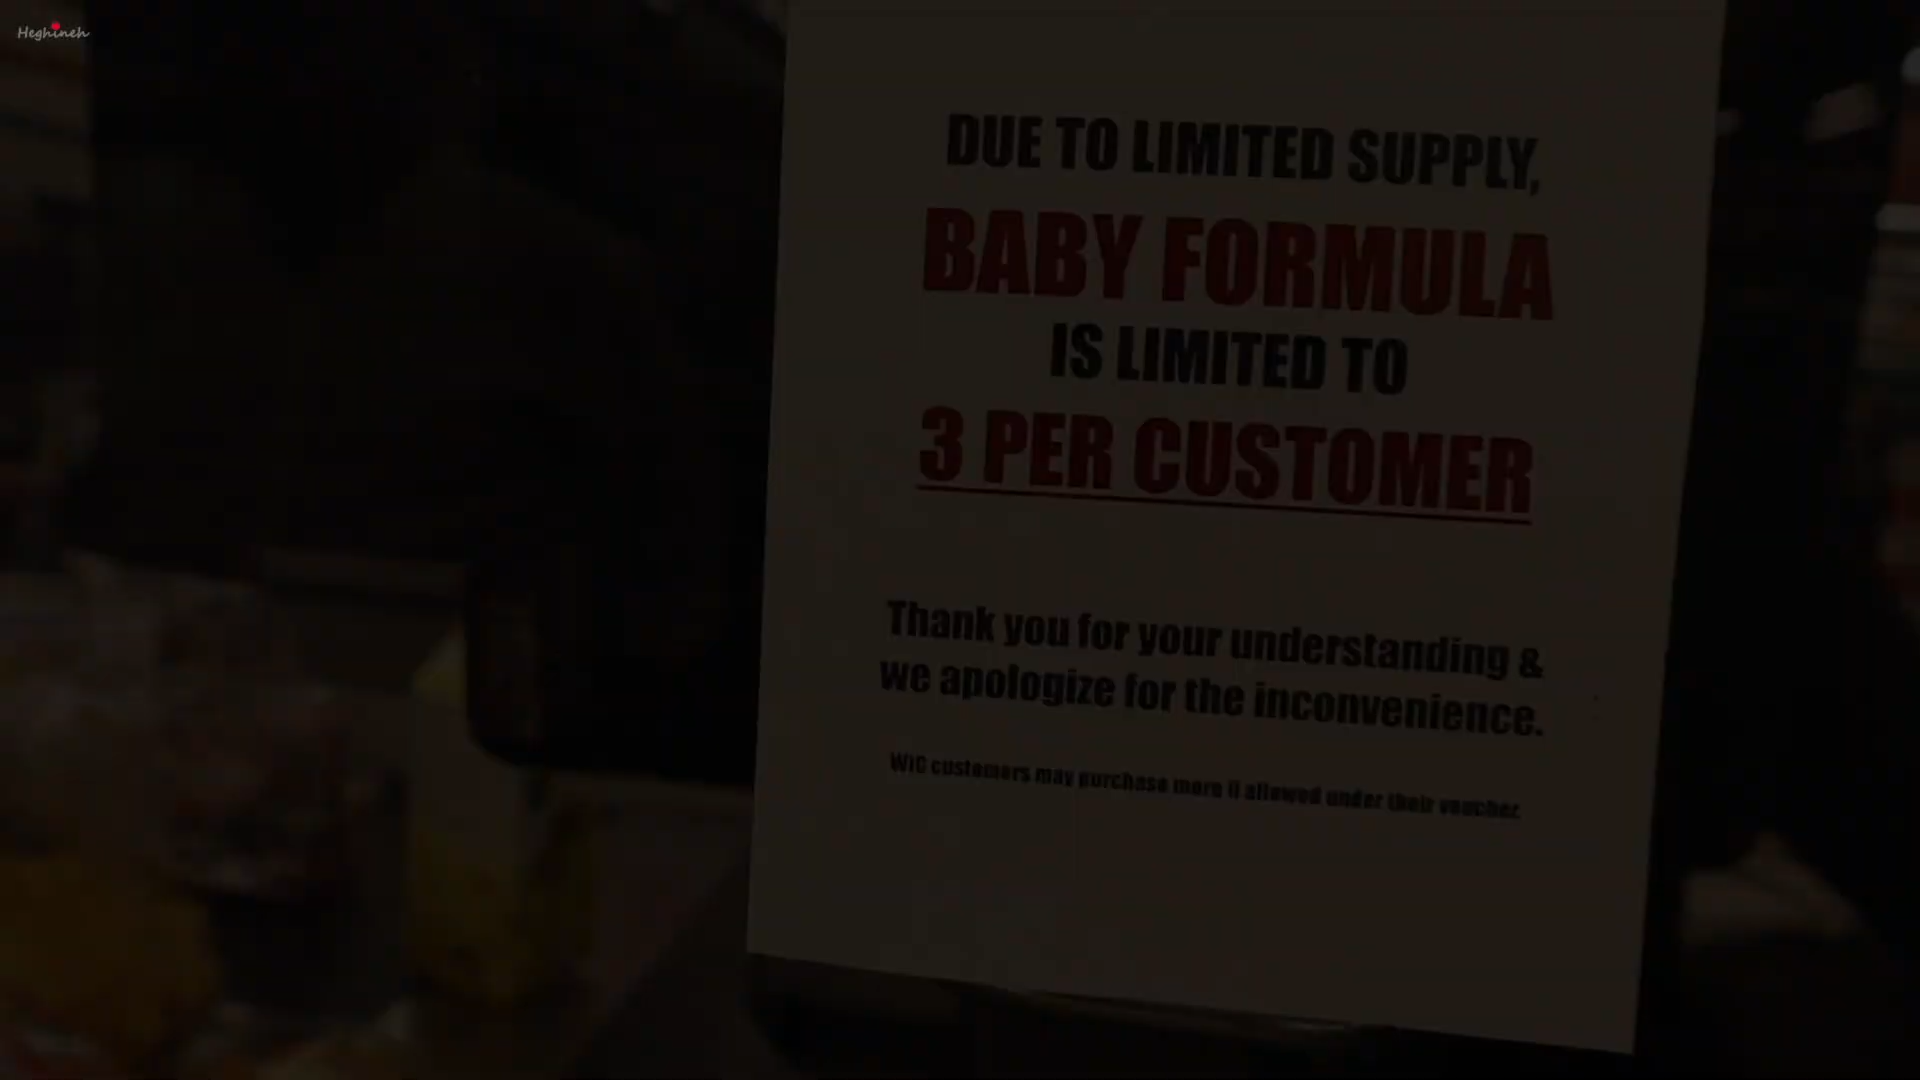 Heghineh
DUE TO LIMITED SUPPLY,
BABY FORMULA
IS LIMITED TO
3 PER CUSTOMER
Thank you for your understanding &
we apologize for the inconvenience.
WIC customers may purchase more if allowed under their voucher.